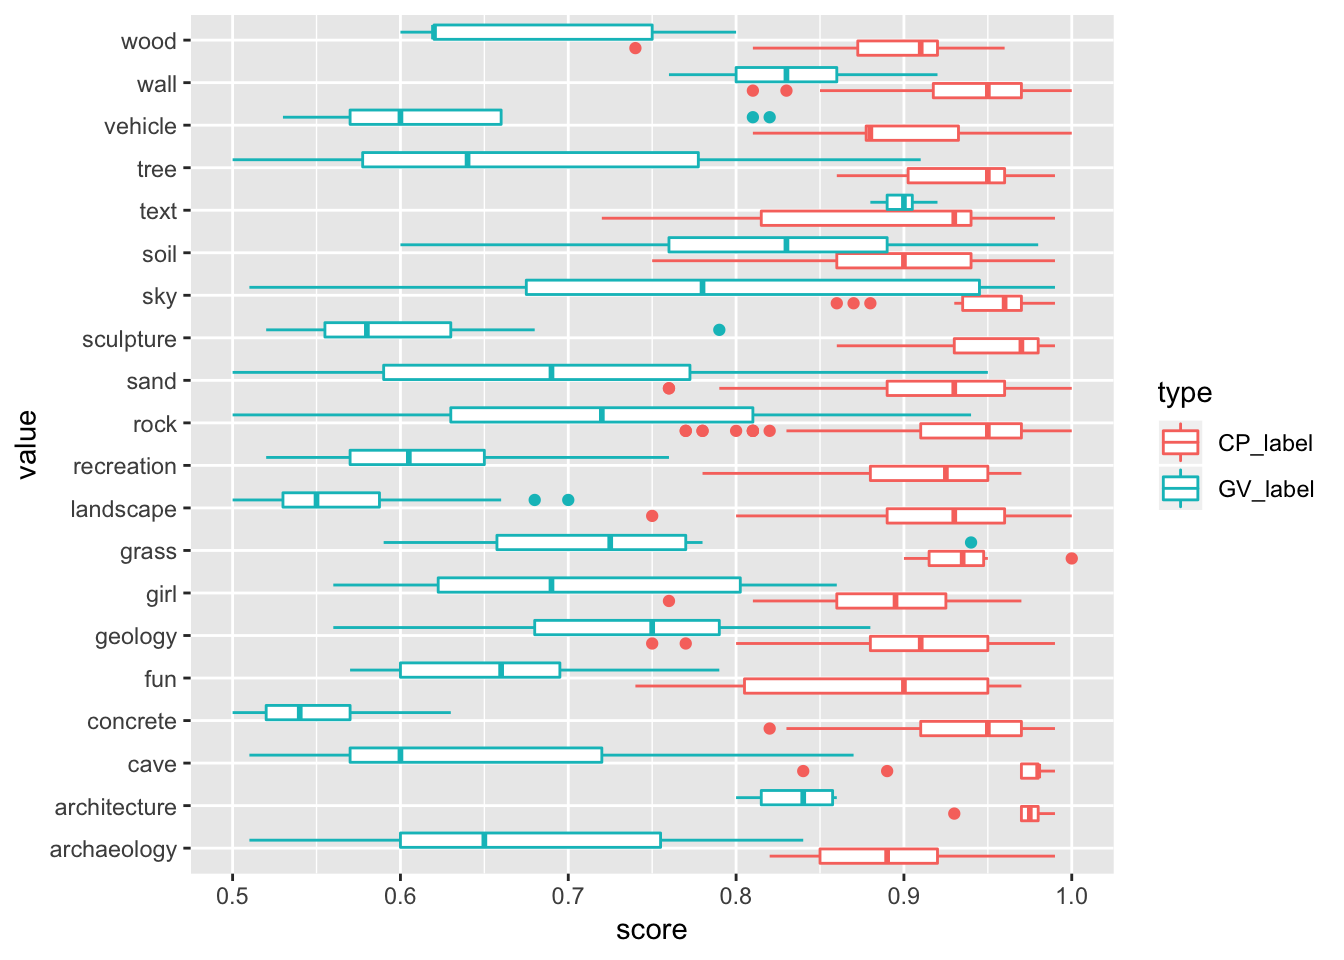 wood
wall
vehicle
tree
text
soil
sky
sculpture
sand
rock
recreation
landscape
grass
girl
geology
fun
concrete
cave
architecture
archaeology
value
0.5 0.6 0.7 0.8 0.9 1.0
score
type
CP_label
GV_label